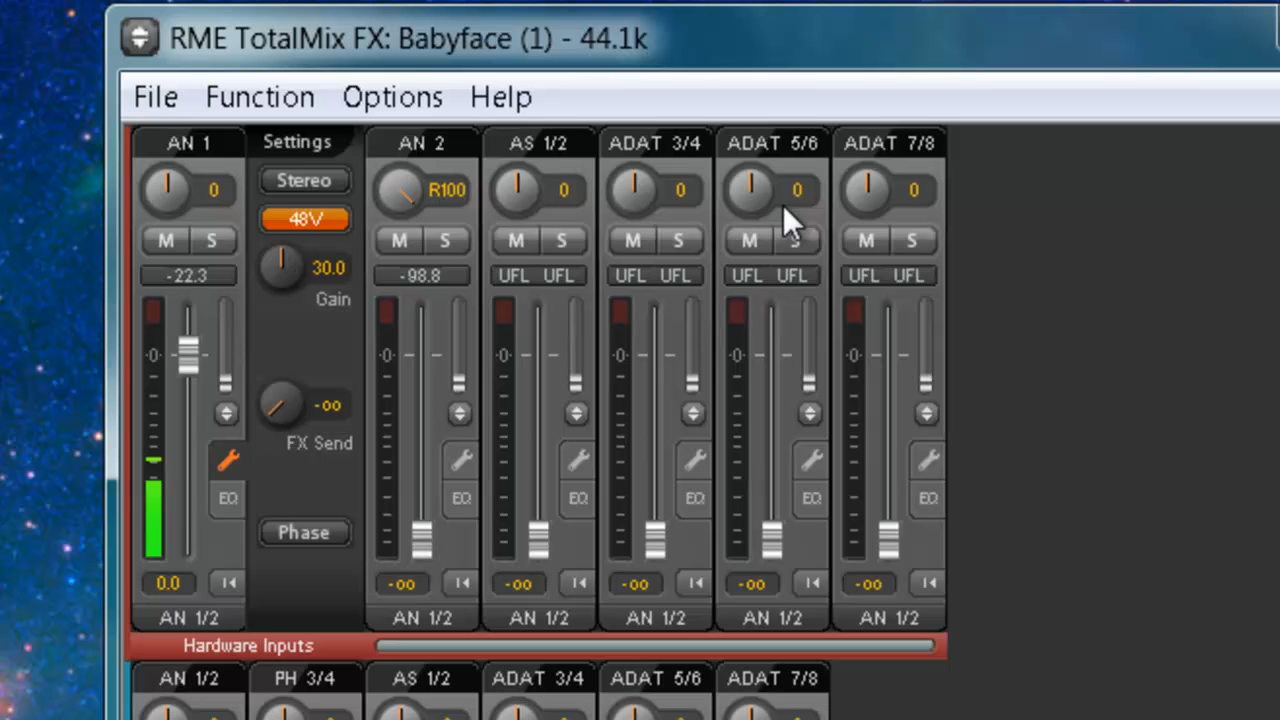 RME TotalMix FX: Babyface (1) - 44.1k
File Function Options Help
AN 1 Settings AN 2 AS 1/2 ADAT 3/4 ADAT 5/6 ADAT 7/8
0 Stereo R100 0 0 0 0
48V
M S M S M S M S M S M S
30.0
-22.3 -98.8 UFL UFL UFL UFL UFL UFL UFL UFL
Gain
-0- -0- -0- -0- -0- -0-
-oo
FX Send
EQ EQ EQ EQ EQ EQ
Phase
0.0 -oo -oo -oo -oo -oo
AN 1/2 AN 1/2 AN 1/2 AN 1/2 AN 1/2 AN 1/2
Hardware Inputs
AN 1/2 PH 3/4 AS 1/2 ADAT 3/4 ADAT 5/6 ADAT 7/8